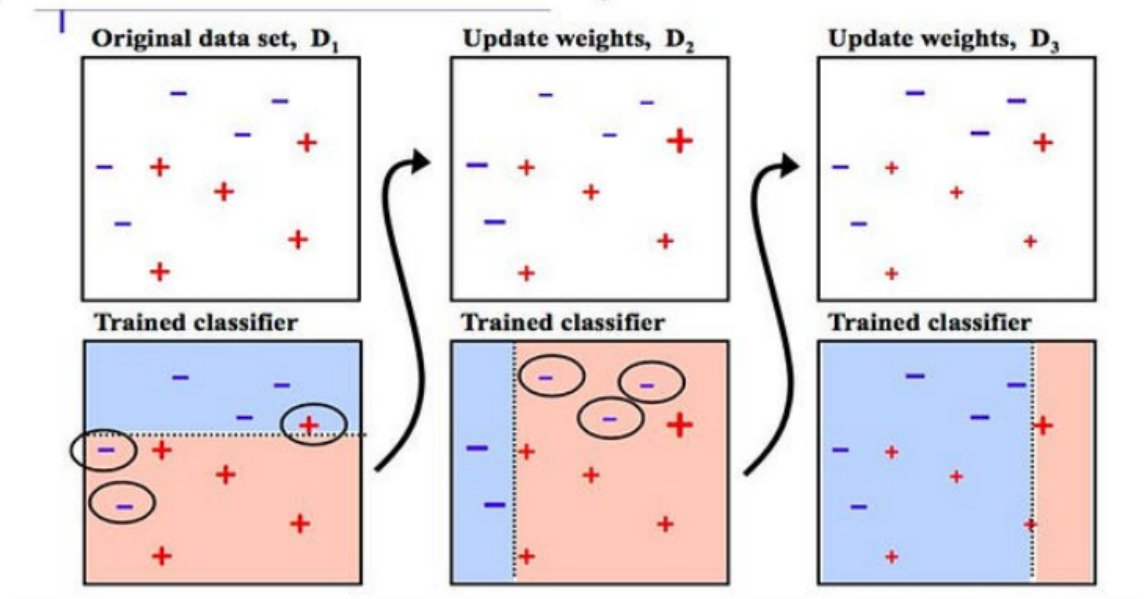 Original data set, D₁
Update weights, D₂
Update weights, D₃
Trained classifier
Trained classifier
Trained classifier